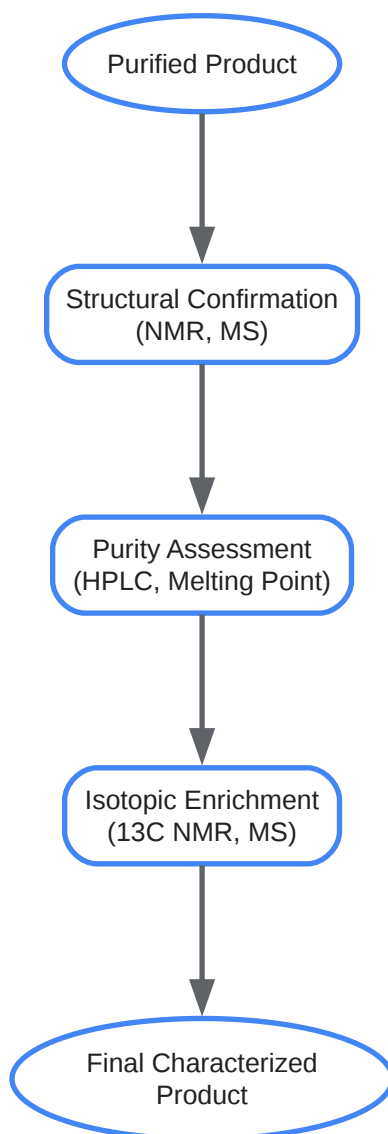 Purified Product
Structural Confirmation
(NMR, MS)
Purity Assessment
(HPLC, Melting Point)
Isotopic Enrichment
(13C NMR, MS)
Final Characterized
Product